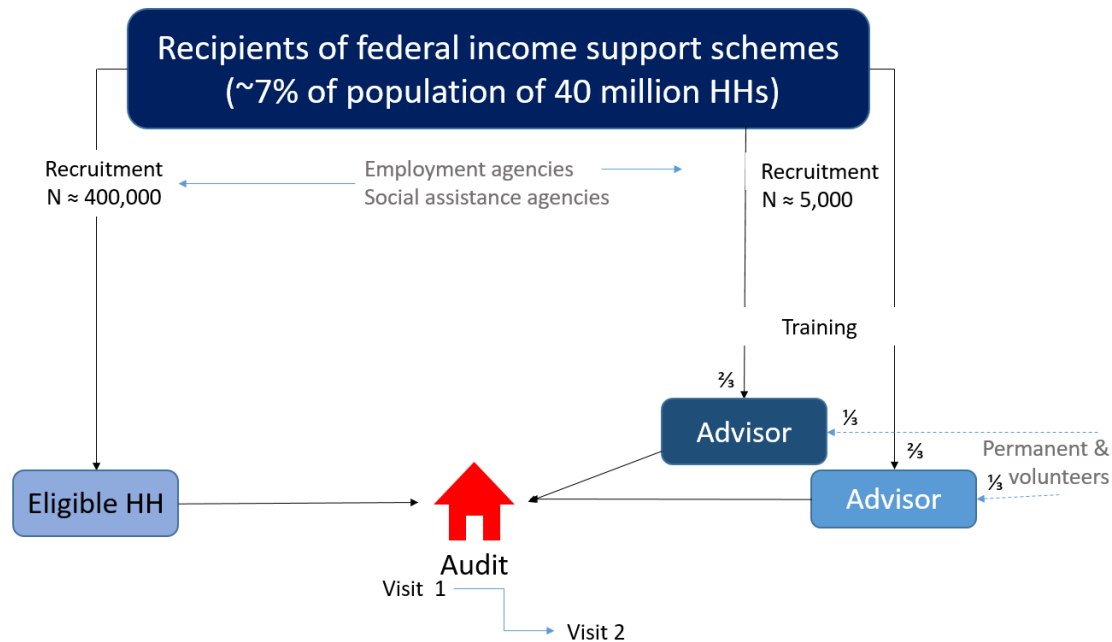 Recipients of federal income support schemes
(~7% of population of 40 million HHs)
Recruitment
N ≈ 400,000
Employment agencies
Social assistance agencies
Recruitment
N ≈ 5,000
Training
⅔
Advisor
⅓
⅔
Permanent &
volunteers
⅓
Advisor
Eligible HH
Audit
Visit 1
Visit 2